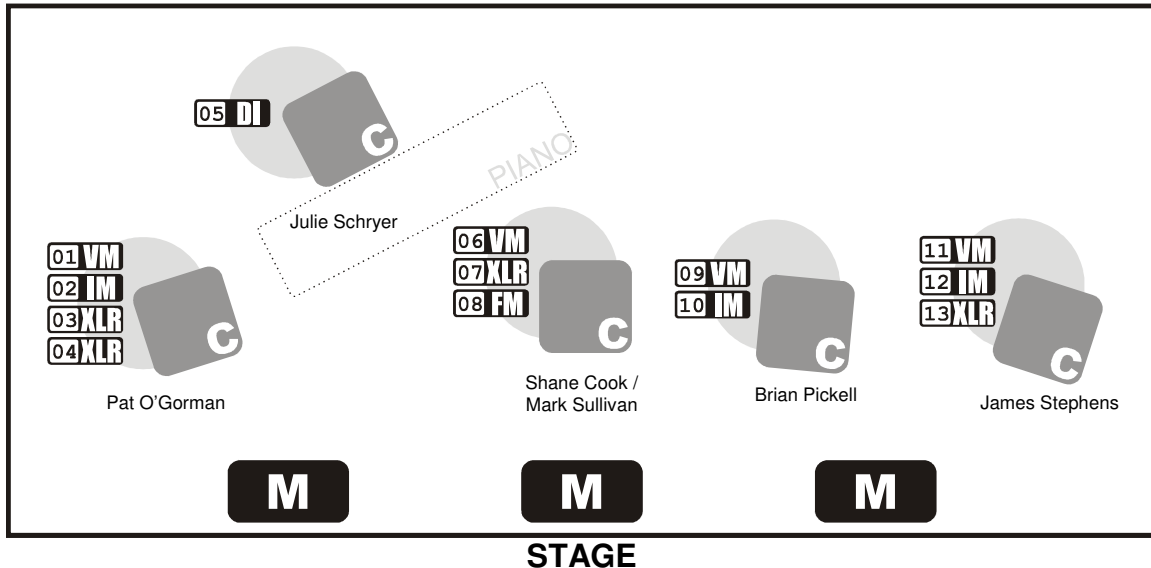 05 DI
C
PIANO
Julie Schryer
01 VM
02 IM
03 XLR
04 XLR
C
Pat O'Gorman
06 VM
07 XLR
08 FM
C
Shane Cook /
Mark Sullivan
09 VM
10 IM
C
Brian Pickell
11 VM
12 IM
13 XLR
C
James Stephens
M
M
M
STAGE